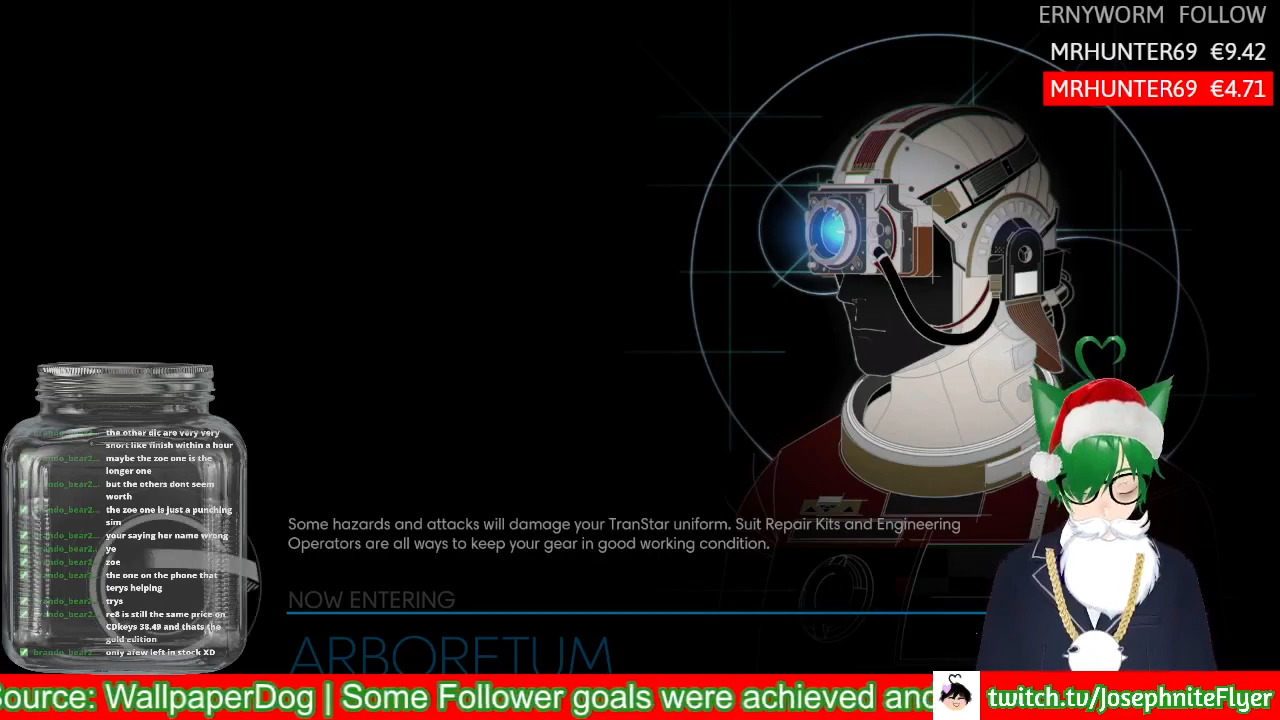 ERNYWORM FOLLOW
MRHUNTER69 €9.42
MRHUNTER69 €4.71
the other dlc are very very
short like finish within a hour
maybe the zoe one is the
longer one
but the others dont seem
worth
the zoe one is just a punching
sim
your saying her name wrong
ye
zoe
the one on the phone that
terys helping
trys
re8 is still the same price on
CDkeys 38.49 and thats the
gold edition
brando_bear2... only afew left in stock XD
Some hazards and attacks will damage your TranStar uniform. Suit Repair Kits and Engineering
Operators are all ways to keep your gear in good working condition.
NOW ENTERING
ARBORETUM
Source: WallpaperDog | Some Follower goals were achieved and
twitch.tv/JosephniteFlyer